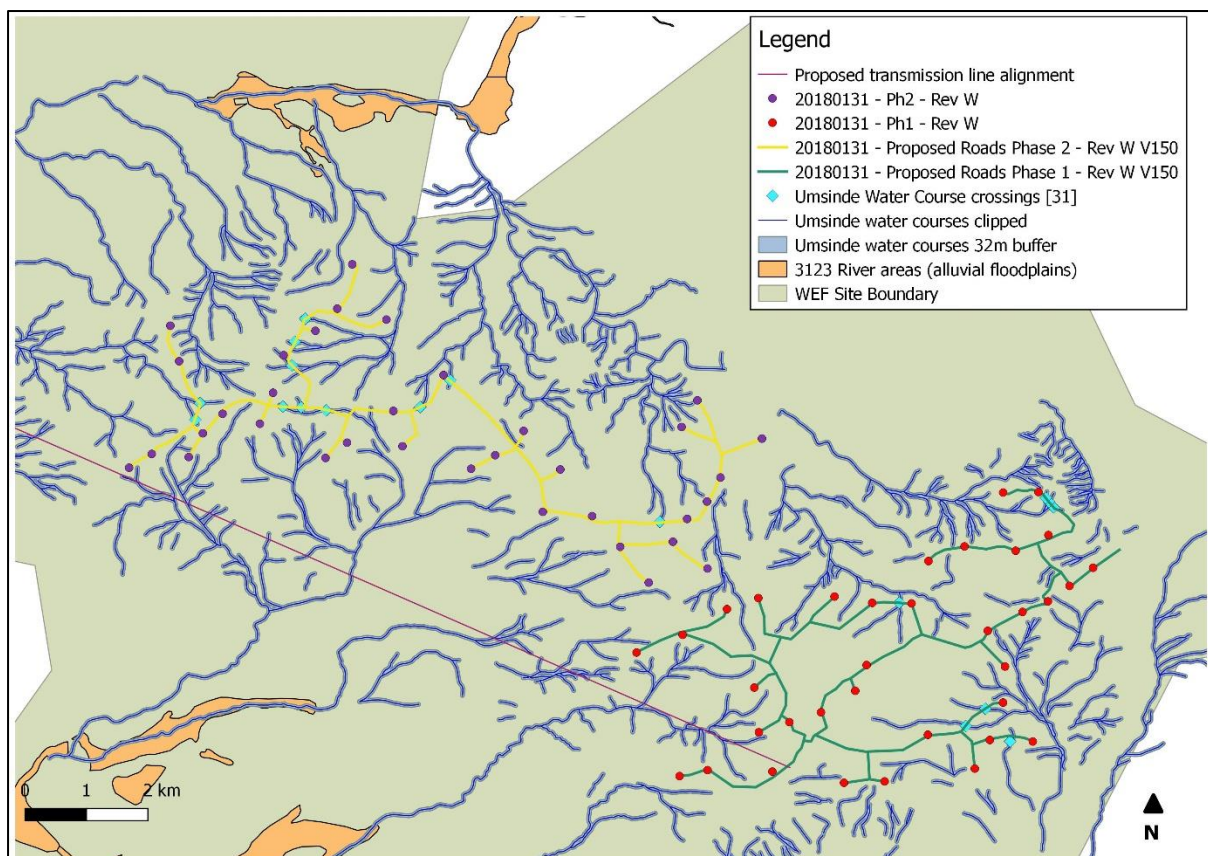 Legend
Proposed transmission line alignment
20180131 - Ph2 - Rev W
20180131 - Ph1 - Rev W
20180131 - Proposed Roads Phase 2 - Rev W V150
20180131 - Proposed Roads Phase 1 - Rev W V150
Umsinde Water Course crossings [31]
Umsinde water courses clipped
Umsinde water courses 32m buffer
3123 River areas (alluvial floodplains)
WEF Site Boundary
0 1 2 km
N